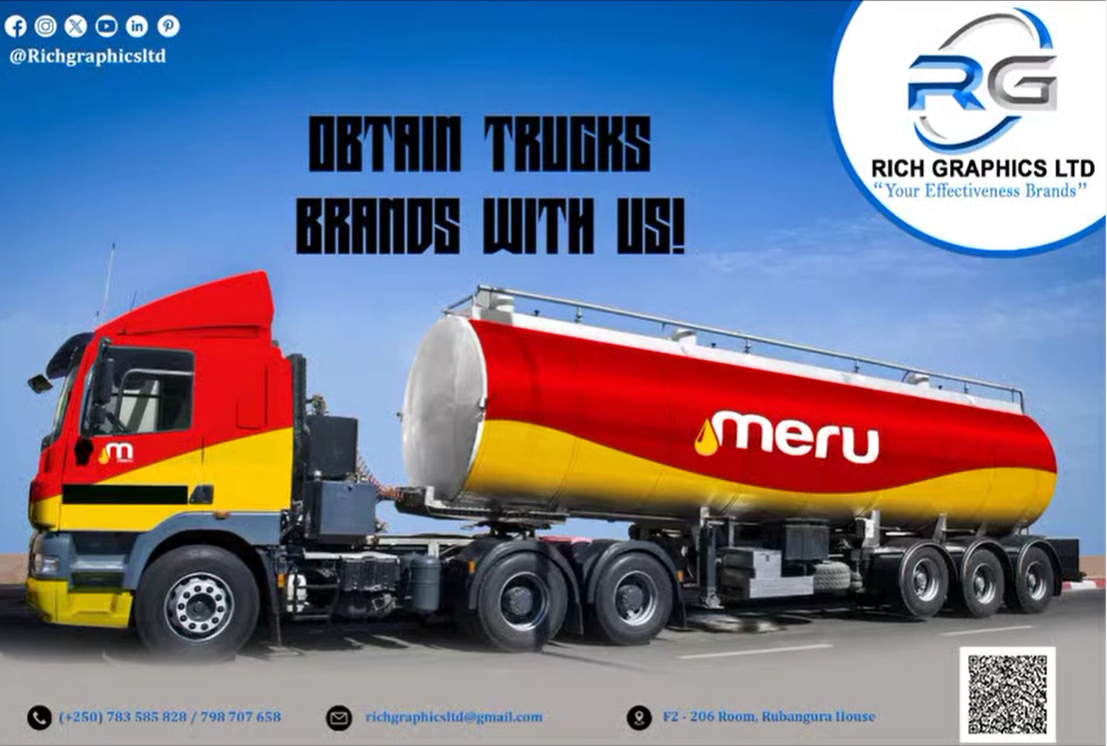 @Richgraphicsltd
RG
RICH GRAPHICS LTD
“Your Effectiveness Brands”
OBTAIN TRUCKS
BRANDS WITH US!
meru
m
(+250) 783 585 828 / 798 707 658
richgraphicsltd@gmail.com
F2 - 206 Room, Rubangura House